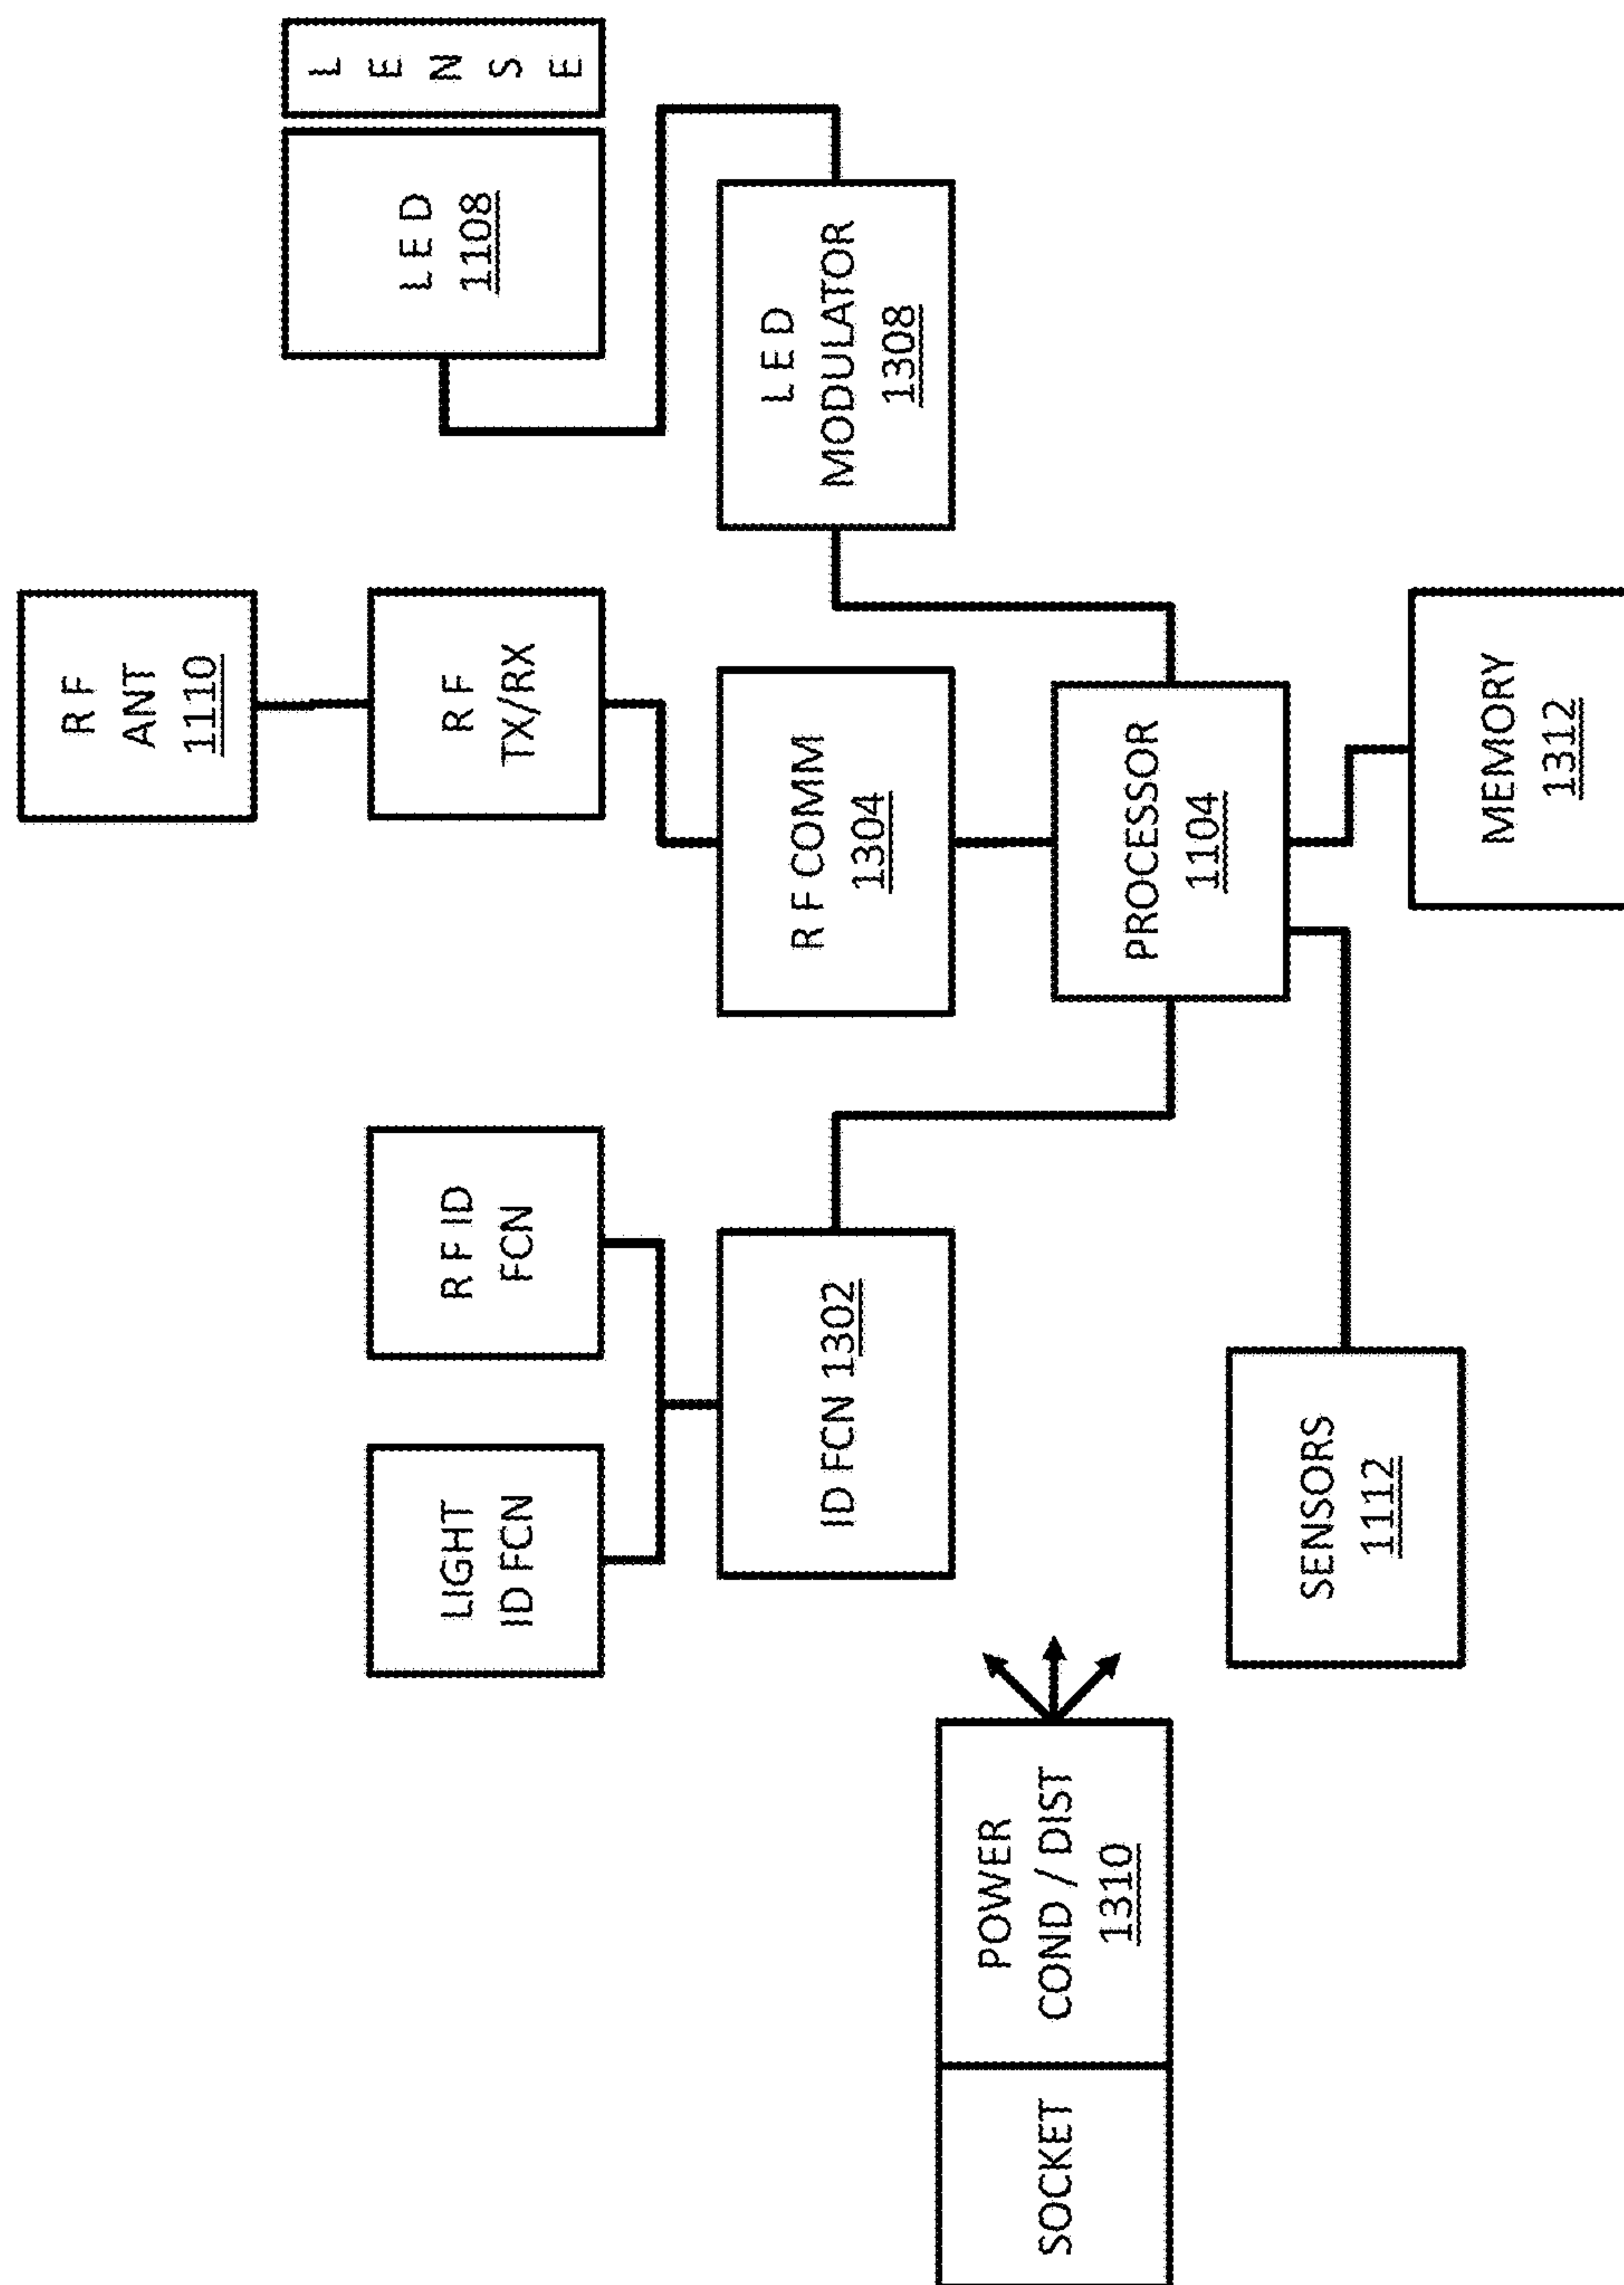 R F
ANT
1110
R F
TX/RX
L E D
1108
L E N S E
LIGHT
ID FCN
R F ID
FCN
ID FCN 1302
R F COMM
1304
L E D
MODULATOR
1308
SOCKET
POWER
COND / DIST
1310
PROCESSOR
1104
SENSORS
1112
MEMORY
1312